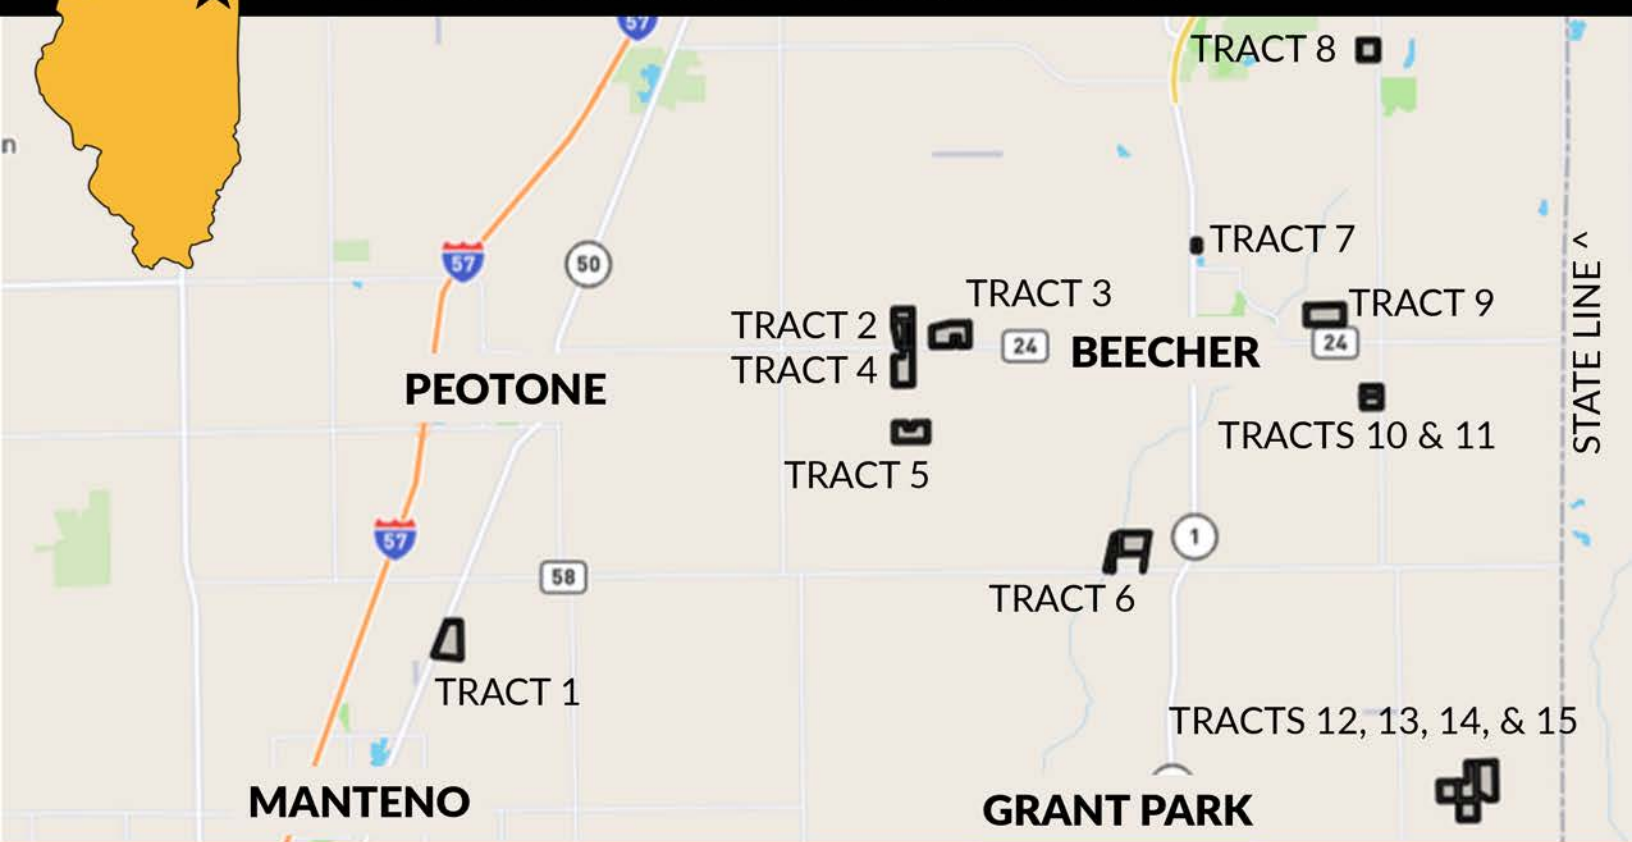 57
TRACT 8
n
TRACT 7
57
50
TRACT 3
TRACT 9
STATE LINE <
TRACT 2
24
BEECHER
24
TRACT 4
PEOTONE
TRACTS 10 & 11
TRACT 5
57
1
58
TRACT 6
TRACT 1
TRACTS 12, 13, 14, & 15
MANTENO
GRANT PARK